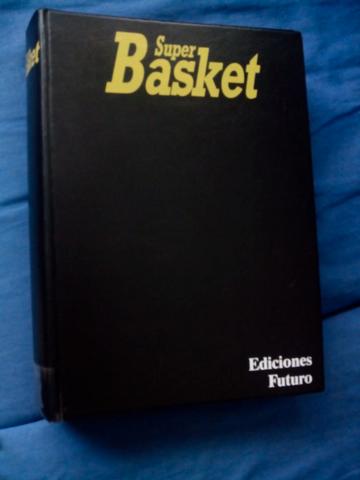 Super
Basket
Ediciones
Futuro